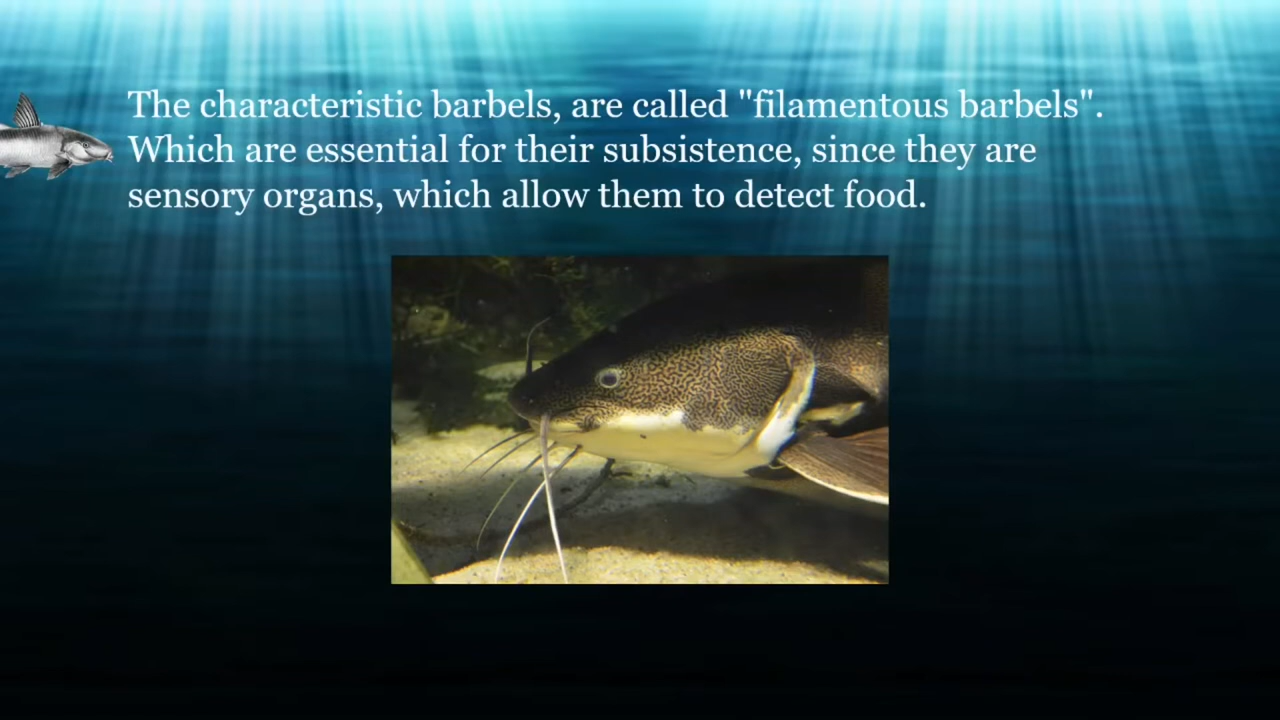 The characteristic barbels, are called "filamentous barbels".
Which are essential for their subsistence, since they are
sensory organs, which allow them to detect food.